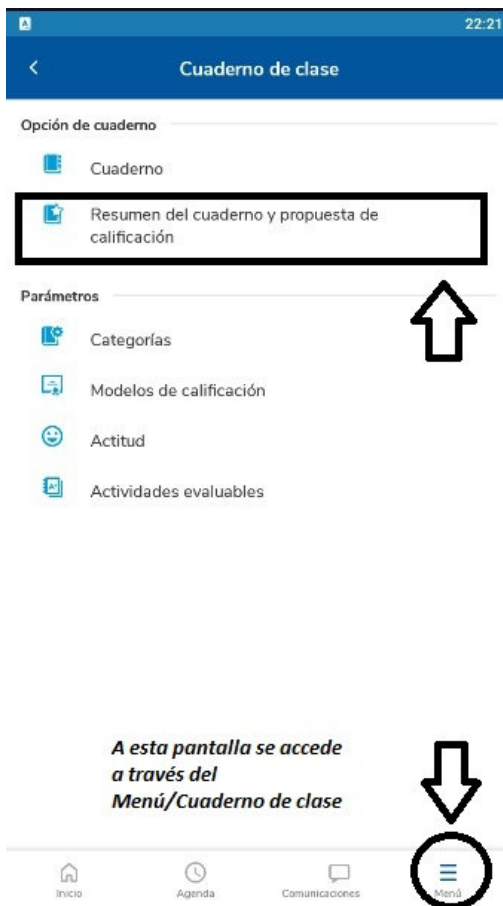 22:21
Cuaderno de clase
Opción de cuaderno
Cuaderno
Resumen del cuaderno y propuesta de
calificación
Parámetros
Categorías
Modelos de calificación
Actitud
Actividades evaluables
A esta pantalla se accede
a través del
Menú/Cuaderno de clase
Inicio Agenda Comunicaciones Menú